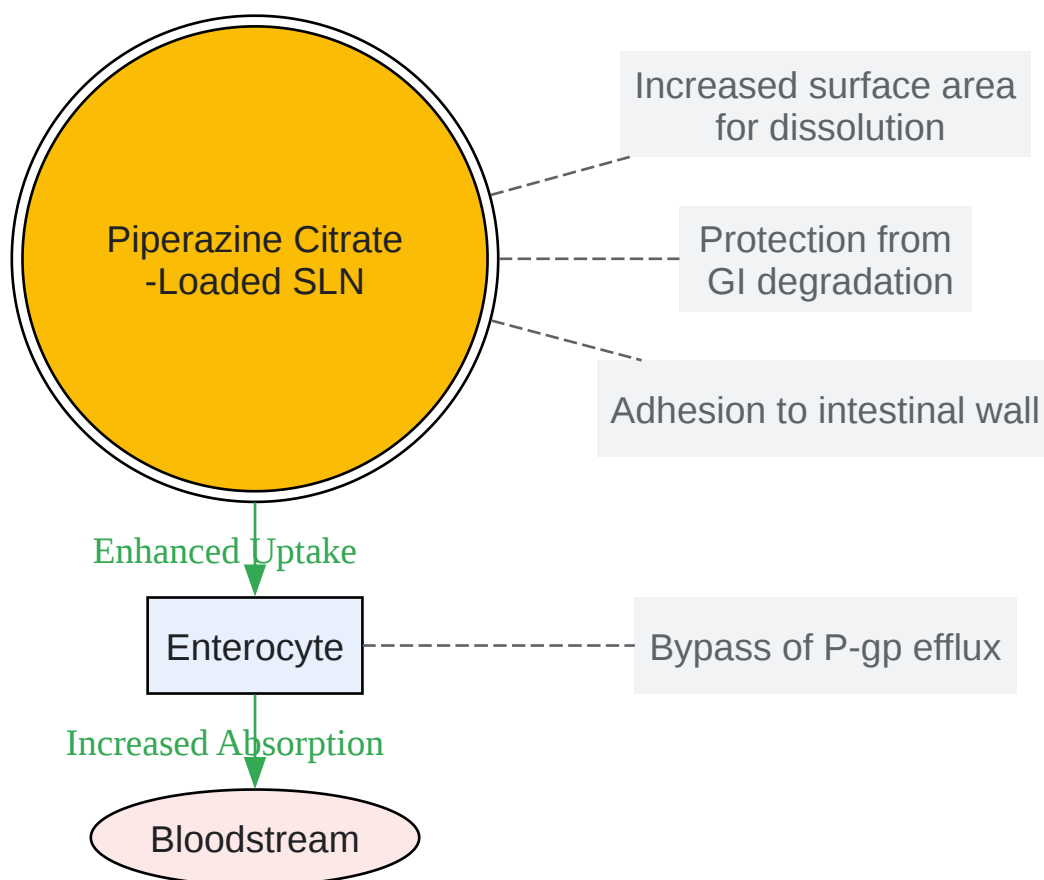 Increased surface area
for dissolution
Piperazine Citrate
-Loaded SLN
Protection from
GI degradation
Adhesion to intestinal wall
Enhanced Uptake
Enterocyte
Bypass of P-gp efflux
Increased Absorption
Bloodstream